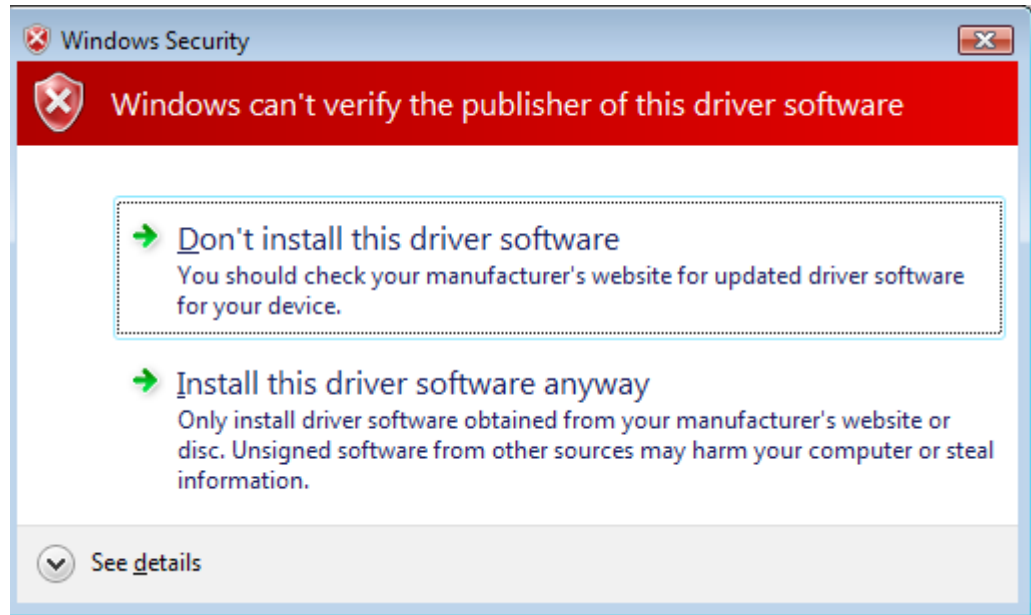 Windows Security
Windows can't verify the publisher of this driver software
Don't install this driver software
You should check your manufacturer's website for updated driver software
for your device.
Install this driver software anyway
Only install driver software obtained from your manufacturer's website or
disc. Unsigned software from other sources may harm your computer or steal
information.
See details